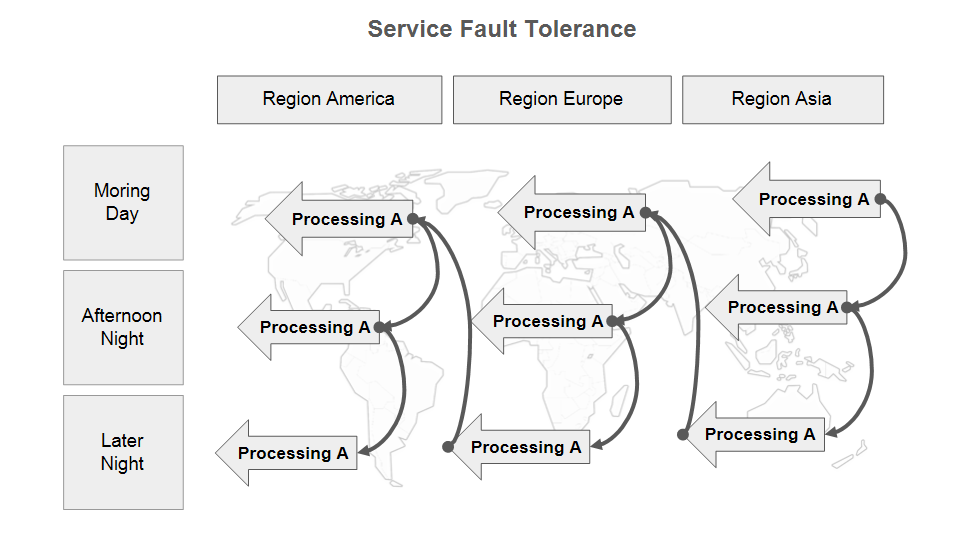 Service Fault Tolerance
Region America
Region Europe
Region Asia
Moring
Day
Processing A
Processing A
Processing A
Afternoon
Night
Processing A
Processing A
Processing A
Later
Night
Processing A
Processing A
Processing A